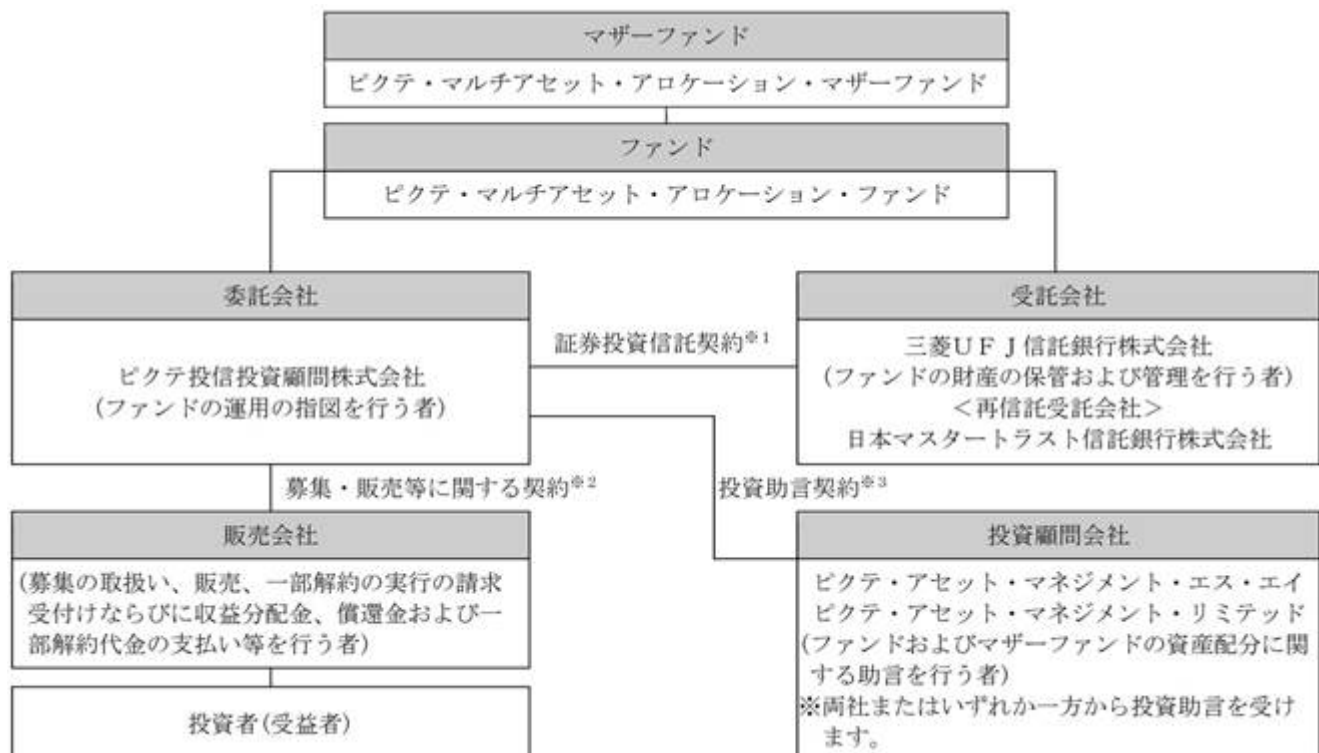 マザーファンド
ピクテ・マルチアセット・アロケーション・マザーファンド
ファンド
ピクテ・マルチアセット・アロケーション・ファンド
委託会社
ピクテ投信投資顧問株式会社
(ファンドの運用の指図を行う者)
証券投資信託契約※1
受託会社
三菱UFJ信託銀行株式会社
(ファンドの財産の保管および管理を行う者)
<再信託受託会社>
日本マスタートラスト信託銀行株式会社
募集・販売等に関する契約※2
投資助言契約※3
販売会社
(募集の取扱い、販売、一部解約の実行の請求
受付けならびに収益分配金、償還金および一
部解約代金の支払い等を行う者)
投資者(受益者)
投資顧問会社
ピクテ・アセット・マネジメント・エス・エイ
ピクテ・アセット・マネジメント・リミテッド
(ファンドおよびマザーファンドの資産配分に関
する助言を行う者)
※両社またはいずれか一方から投資助言を受け
ます。